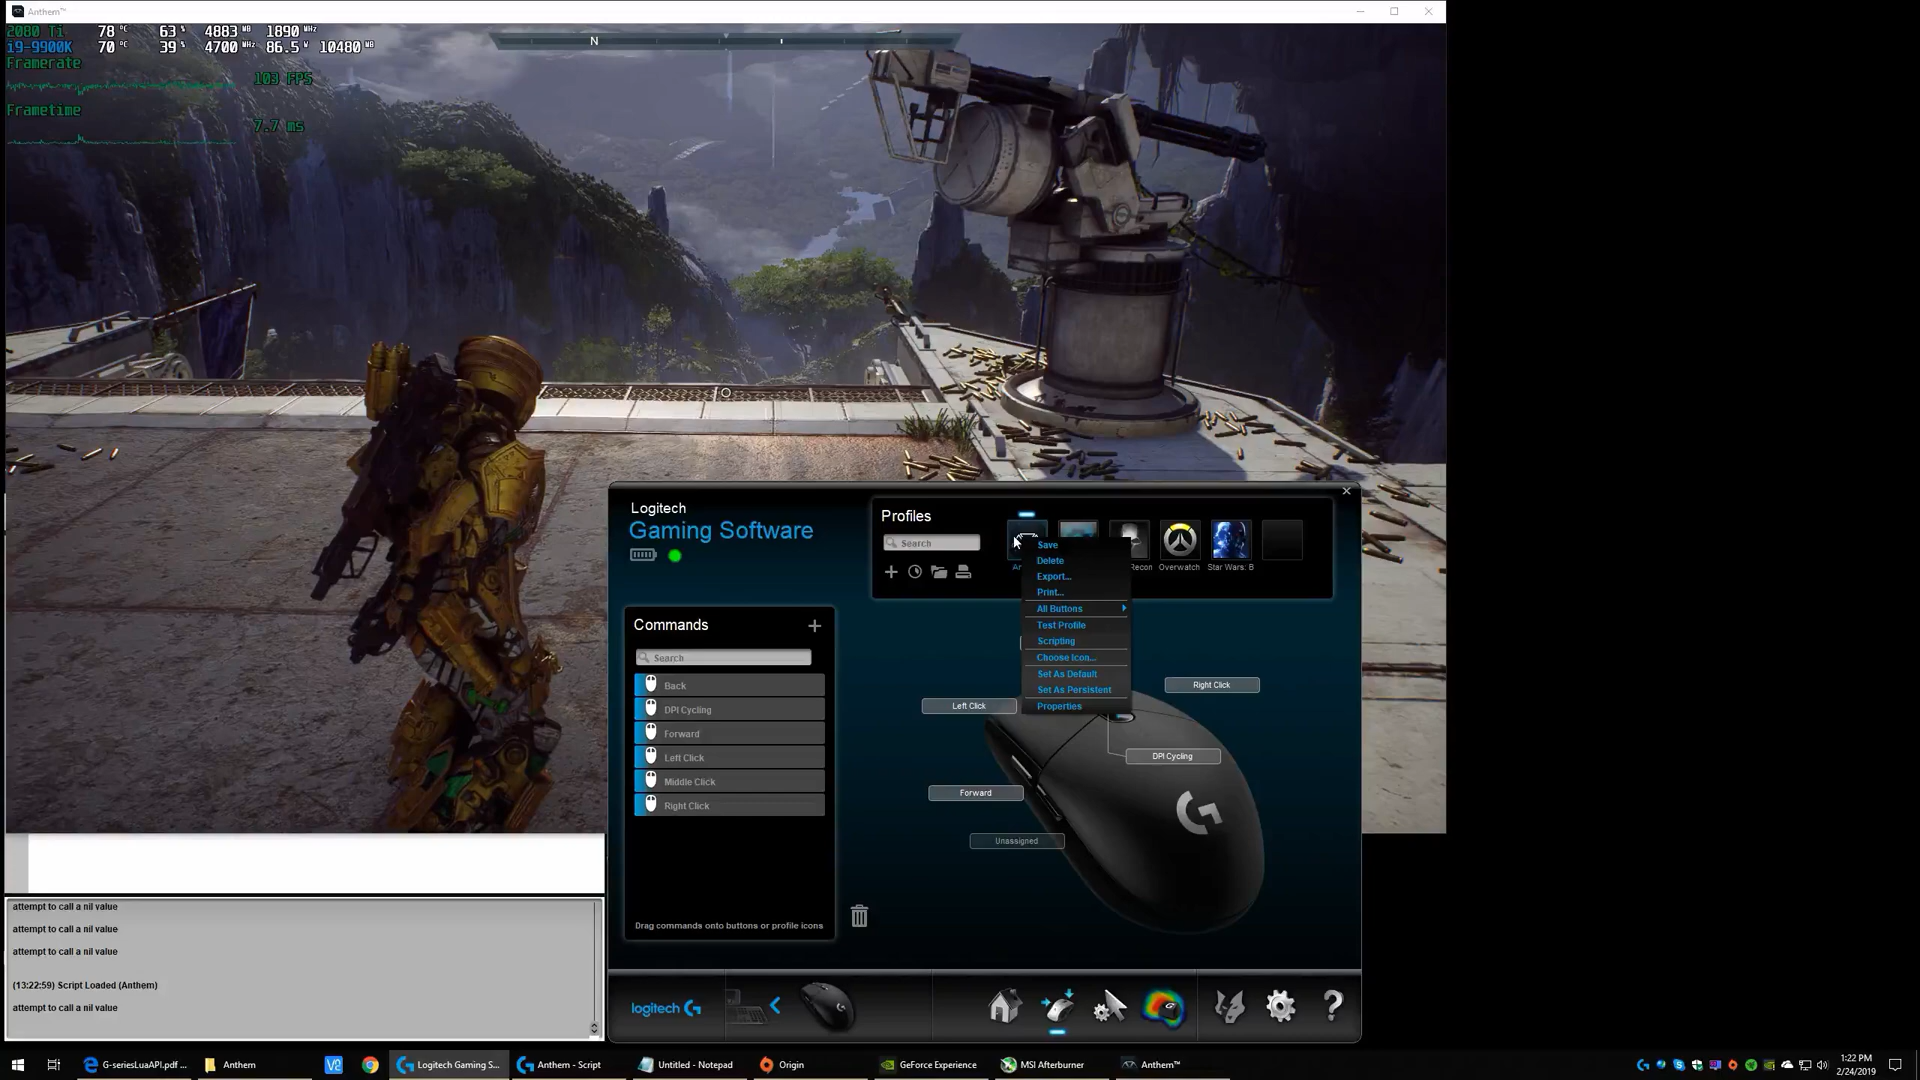 Anthem™
2080 Ti 78 °C 63 % 4883 MB 1890 MHz
i9-9900K 70 °C 39 % 4700 MHz 86.5 W 10480 MB
Framerate
103 FPS
Frametime
7.7 ms
N
Logitech
Gaming Software
Profiles
Search
Recon
Overwatch
Star Wars: B
Save
Delete
Export...
Print...
All Buttons
Test Profile
Scripting
Choose Icon...
Set As Default
Set As Persistent
Properties
Commands
Search
Back
DPI Cycling
Forward
Left Click
Middle Click
Right Click
Drag commands onto buttons or profile icons
Right Click
Left Click
DPI Cycling
Forward
Unassigned
attempt to call a nil value
attempt to call a nil value
attempt to call a nil value
(13:22:59) Script Loaded (Anthem)
attempt to call a nil value
logitech G
G-seriesLuaAPI.pdf ...
Anthem
Logitech Gaming S...
Anthem - Script
Untitled - Notepad
Origin
GeForce Experience
MSI Afterburner
Anthem™
1:22 PM
2/24/2019